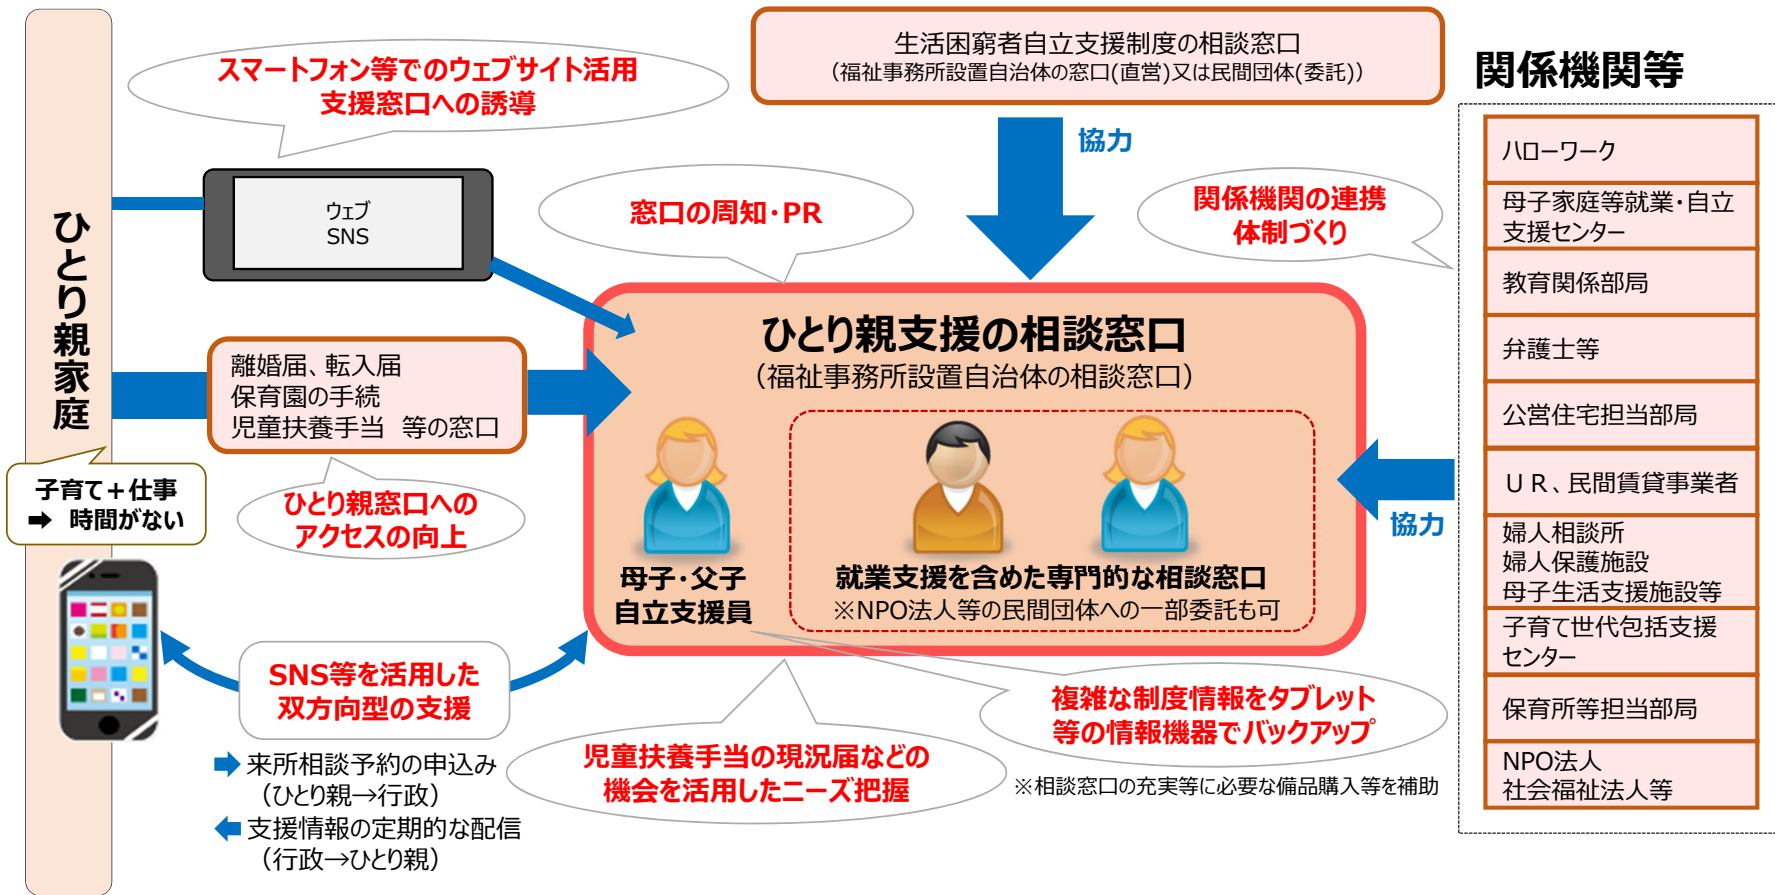 スマートフォン等でのウェブサイト活用
支援窓口への誘導
生活困窮者自立支援制度の相談窓口
（福祉事務所設置自治体の窓口(直営)又は民間団体(委託)）
協力
関係機関等
ひとり親家庭
ウェブ
SNS
窓口の周知・PR
関係機関の連携
体制づくり
離婚届、転入届
保育園の手続
児童扶養手当　等の窓口
ひとり親窓口への
アクセスの向上
子育て＋仕事
➡ 時間がない
ひとり親支援の相談窓口
（福祉事務所設置自治体の相談窓口）
母子・父子
自立支援員
就業支援を含めた専門的な相談窓口
※NPO法人等の民間団体への一部委託も可
協力
ハローワーク
母子家庭等就業・自立
支援センター
教育関係部局
弁護士等
公営住宅担当部局
ＵＲ、民間賃貸事業者
婦人相談所
婦人保護施設
母子生活支援施設等
子育て世代包括支援
センター
保育所等担当部局
NPO法人
社会福祉法人等
SNS等を活用した
双方向型の支援
来所相談予約の申込み
（ひとり親→行政）
支援情報の定期的な配信
（行政→ひとり親）
児童扶養手当の現況届などの
機会を活用したニーズ把握
複雑な制度情報をタブレット
等の情報機器でバックアップ
※相談窓口の充実等に必要な備品購入等を補助